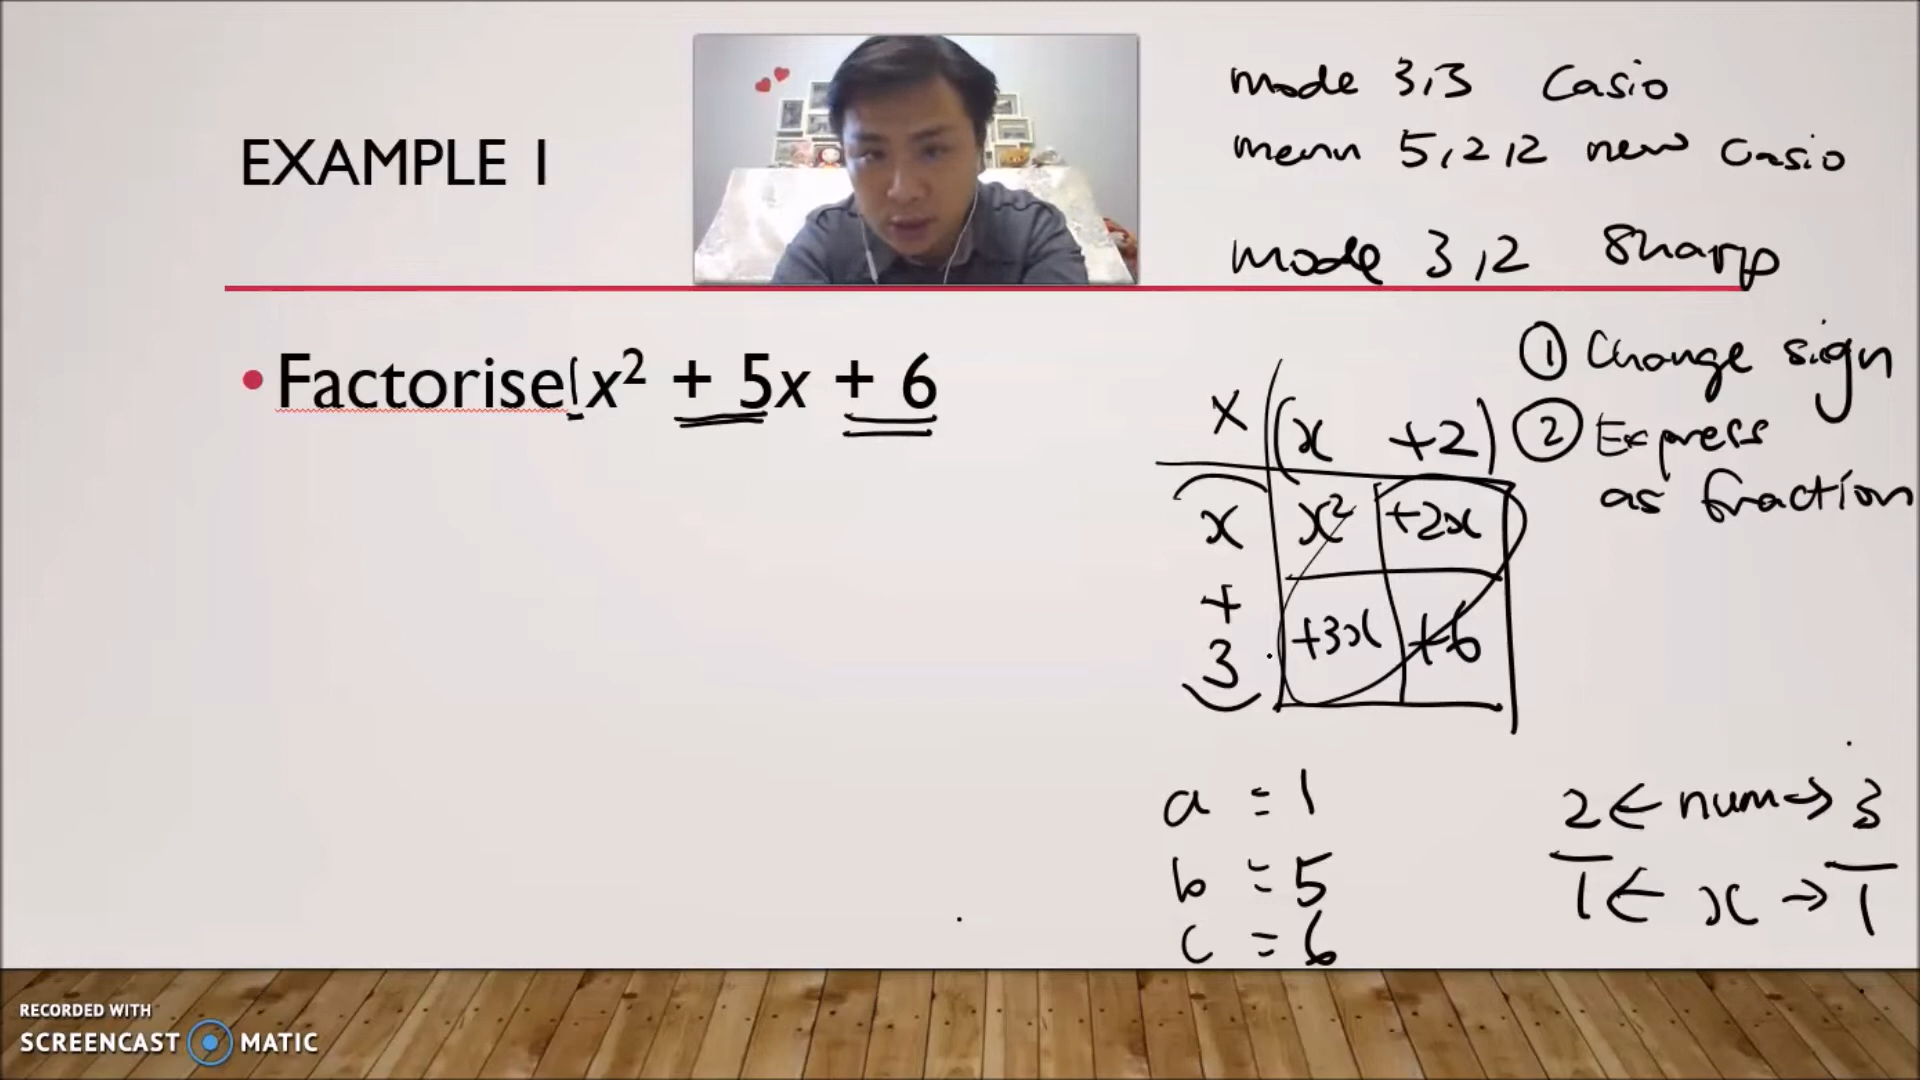 EXAMPLE 1
mode 3,3 Casio
menu 5,2,2 new Casio
mode 3,2 Sharp
• Factorise 1x² + 5x + 6
① Change sign
② Express
as fraction
× (x +2)
x x² +2x
+
3 +3x +6
a = 1
b = 5
c = 6
2 ← num → 3
1 ← x → 1
RECORDED WITH
SCREENCAST MATIC